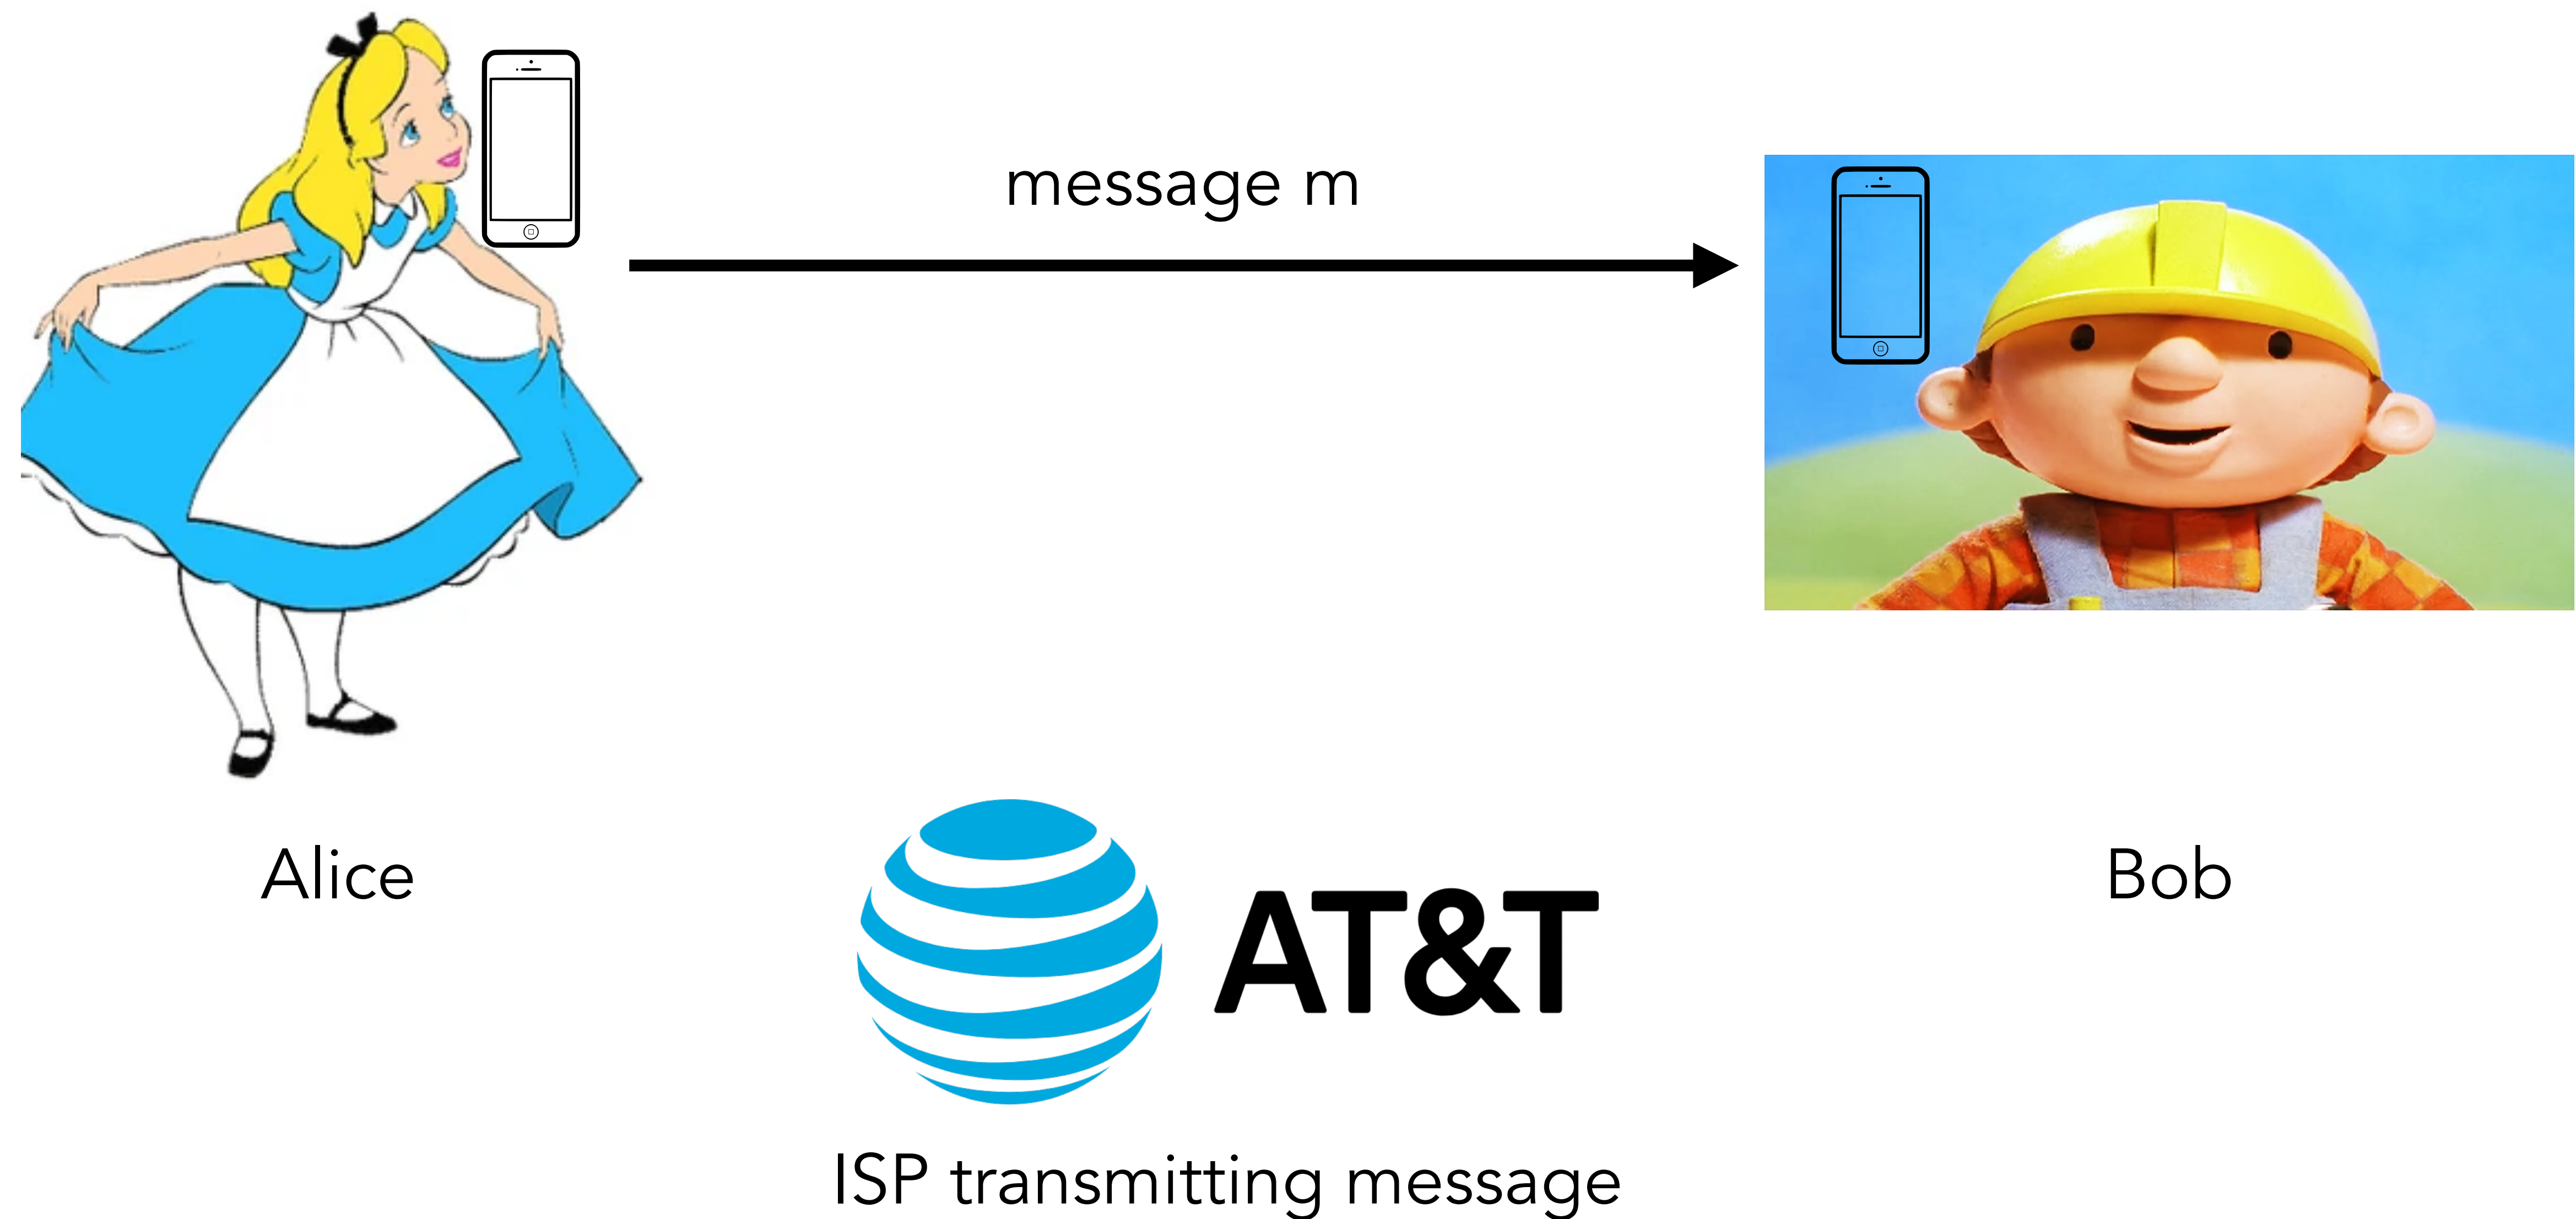 message m
Alice
Bob
AT&T
ISP transmitting message